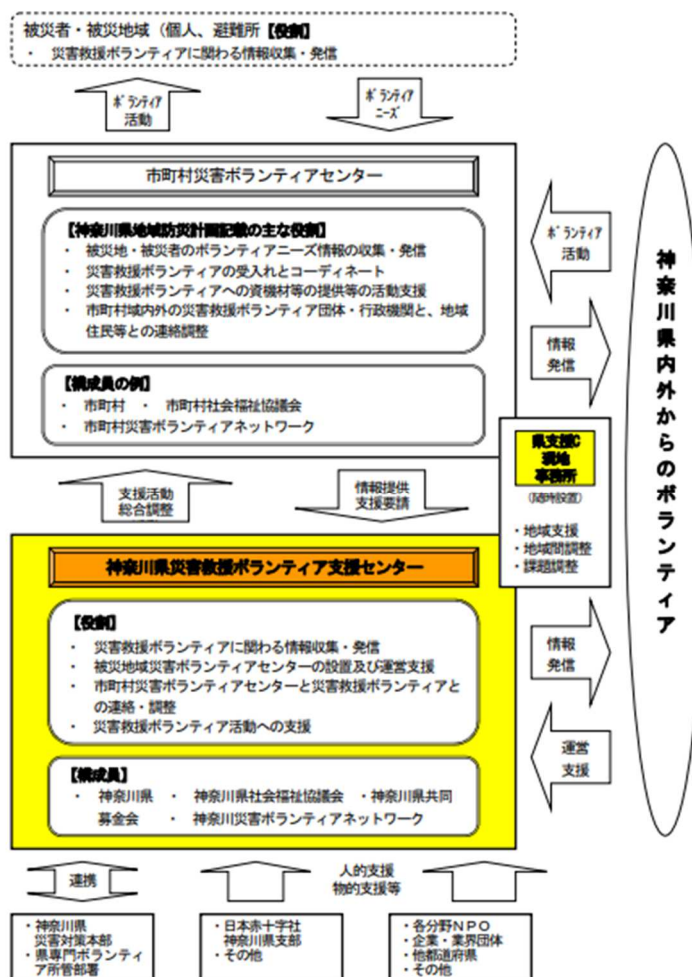 被災者・被災地域（個人、避難所【役割】
・ 災害救援ボランティアに関わる情報収集・発信
ﾎﾞﾗﾝﾃｨｱ
活動
ﾎﾞﾗﾝﾃｨｱ
ﾆｰｽﾞ
市町村災害ボランティアセンター
【神奈川県地域防災計画記載の主な役割】
・ 被災地・被災者のボランティアニーズ情報の収集・発信
・ 災害救援ボランティアの受入れとコーディネート
・ 災害救援ボランティアへの資機材等の提供等の活動支援
・ 市町村域内外の災害救援ボランティア団体・行政機関と、地域
住民等との連絡調整
【構成員の例】
・ 市町村 ・ 市町村社会福祉協議会
・ 市町村災害ボランティアネットワーク
ﾎﾞﾗﾝﾃｨｱ
活動
情報
発信
県支援C
現地
事務所
（随時設置）
・地域支援
・地域間調整
・課題調整
支援活動
総合調整
情報提供
支援要請
神奈川県災害救援ボランティア支援センター
【役割】
・ 災害救援ボランティアに関わる情報収集・発信
・ 被災地域災害ボランティアセンターの設置及び運営支援
・ 市町村災害ボランティアセンターと災害救援ボランティアと
の連絡・調整
・ 災害救援ボランティア活動への支援
【構成員】
・ 神奈川県 ・ 神奈川県社会福祉協議会 ・神奈川県共同
募金会 ・ 神奈川災害ボランティアネットワーク
情報
発信
運営
支援
神奈川県内外からのボランティア
連携
人的支援
物的支援等
・神奈川県
災害対策本部
・県専門ボランティ
ア所管部署
・日本赤十字社
神奈川県支部
・その他
・各分野ＮＰＯ
・企業・業界団体
・他都道府県
・その他